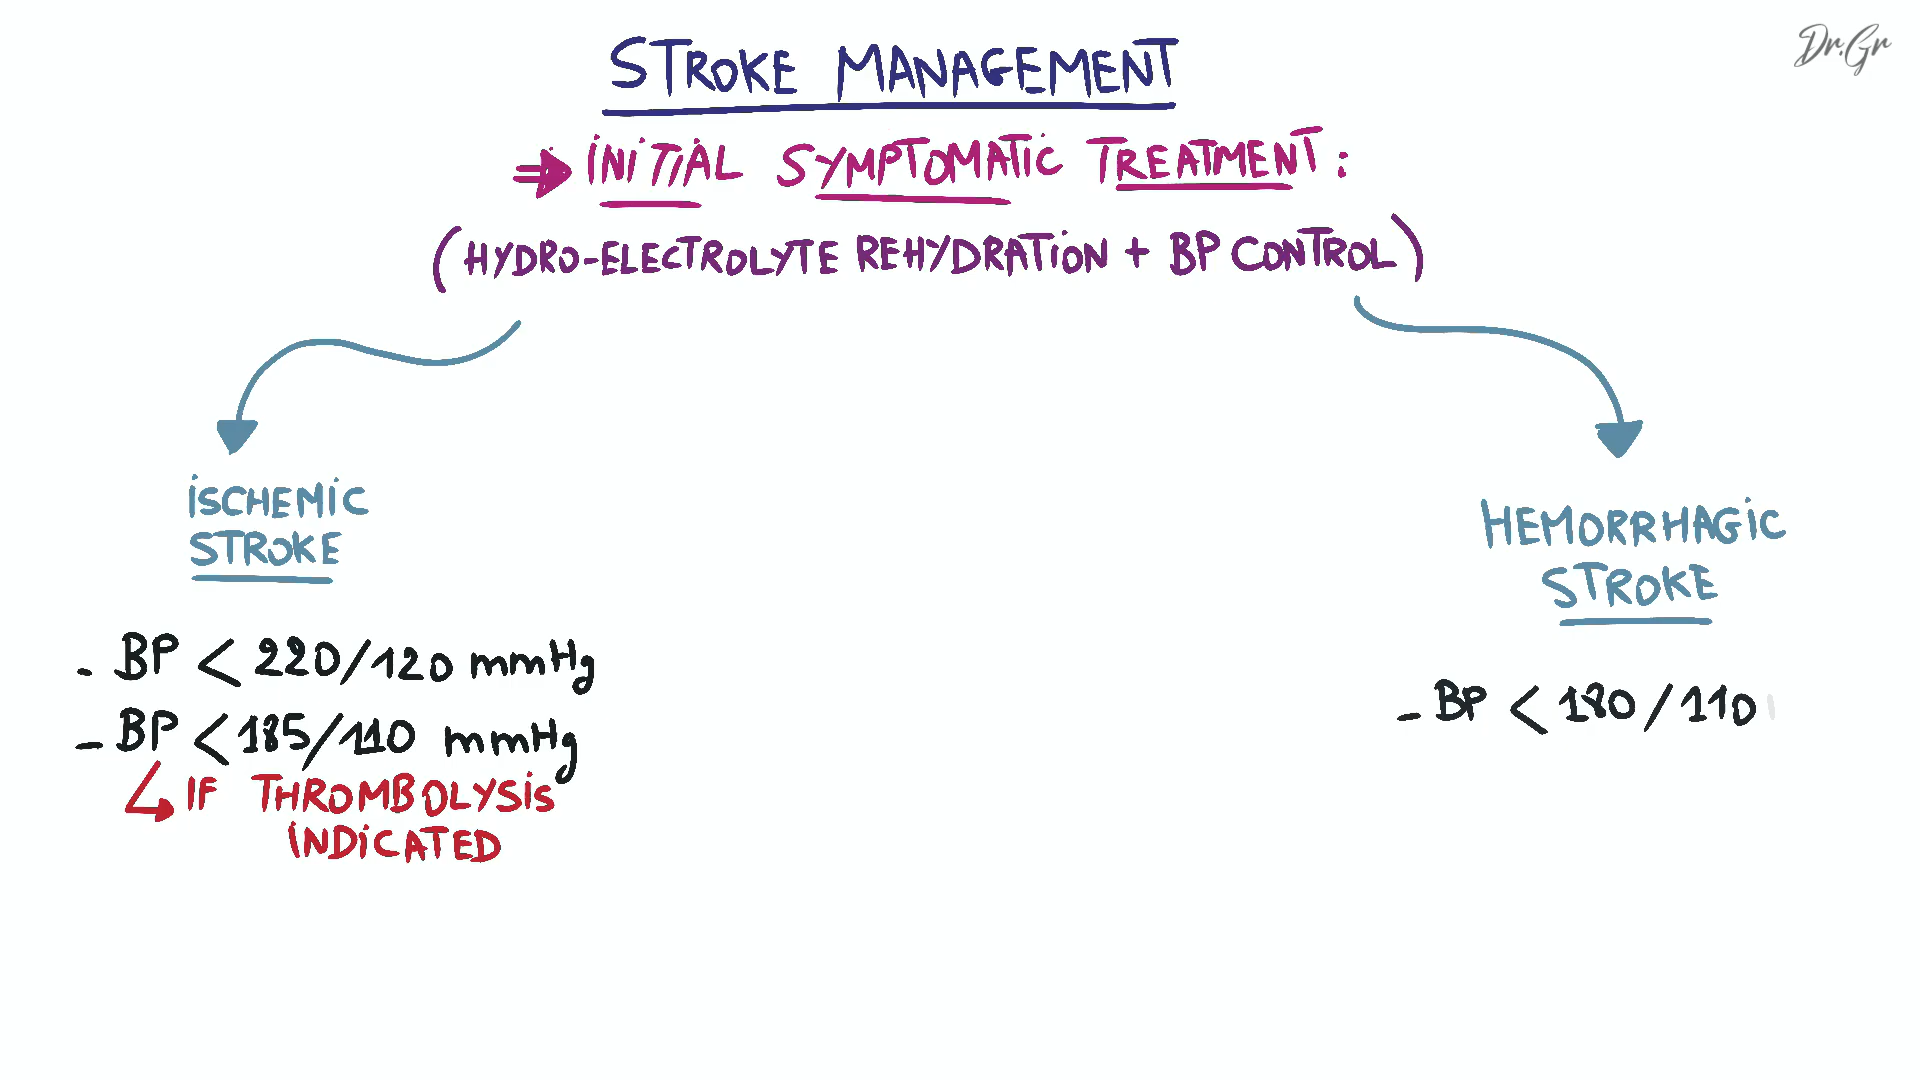 Dr.Gr
STROKE MANAGEMENT
⇒ INITIAL SYMPTOMATIC TREATMENT:
(HYDRO-ELECTROLYTE REHYDRATION + BP CONTROL)
ISCHEMIC
STROKE
- BP < 220/120 mmHg
- BP < 185/110 mmHg
↳ IF THROMBOLYSIS
INDICATED
HEMORRHAGIC
STROKE
- BP < 180/110